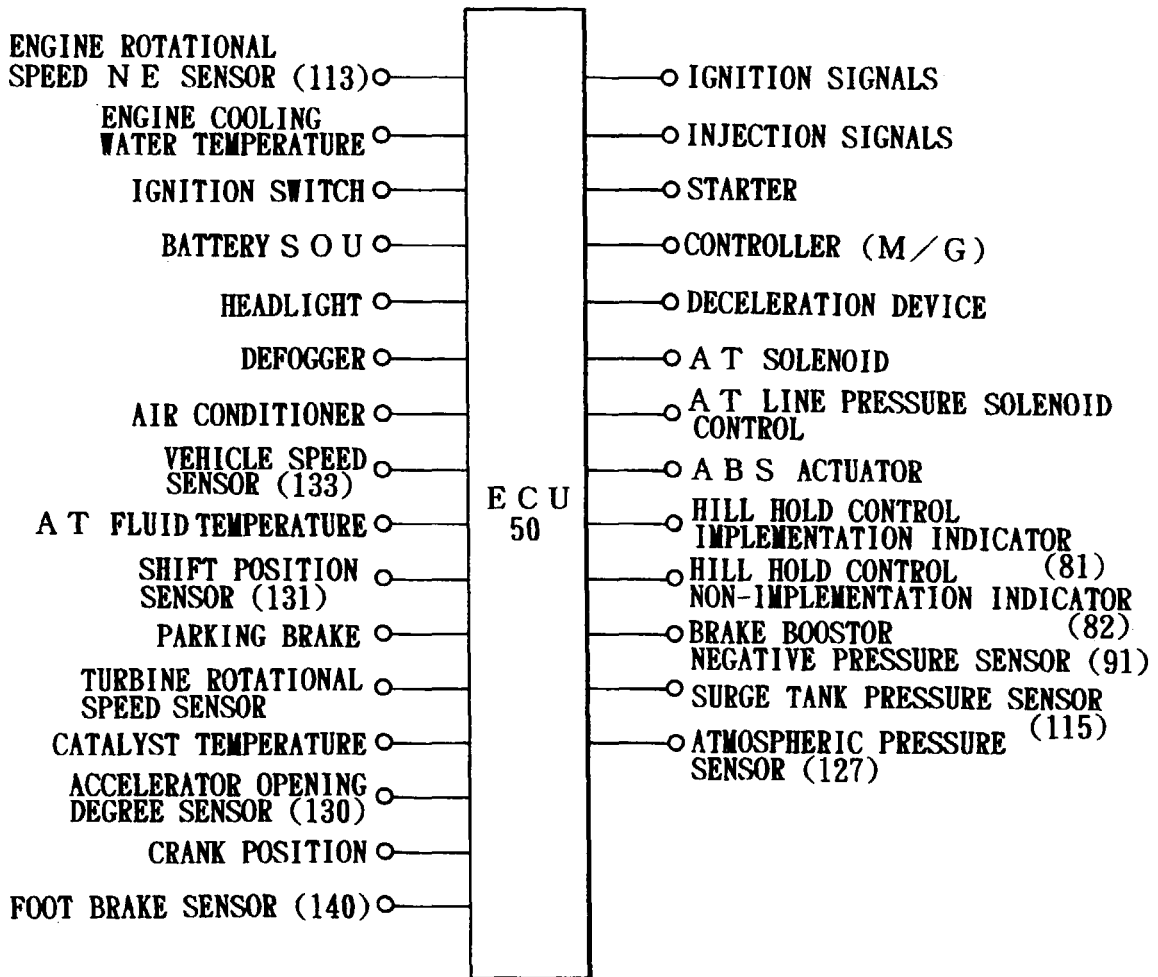 ENGINE ROTATIONAL
SPEED N E SENSOR (113)
ENGINE COOLING
WATER TEMPERATURE
IGNITION SWITCH
BATTERY S O U
HEADLIGHT
DEFOGGER
AIR CONDITIONER
VEHICLE SPEED
SENSOR (133)
A T FLUID TEMPERATURE
SHIFT POSITION
SENSOR (131)
PARKING BRAKE
TURBINE ROTATIONAL
SPEED SENSOR
CATALYST TEMPERATURE
ACCELERATOR OPENING
DEGREE SENSOR (130)
CRANK POSITION
FOOT BRAKE SENSOR (140)
E C U
50
IGNITION SIGNALS
INJECTION SIGNALS
STARTER
CONTROLLER (M/G)
DECELERATION DEVICE
A T SOLENOID
A T LINE PRESSURE SOLENOID
CONTROL
A B S ACTUATOR
HILL HOLD CONTROL
IMPLEMENTATION INDICATOR
(81)
HILL HOLD CONTROL
NON-IMPLEMENTATION INDICATOR
(82)
BRAKE BOOSTOR
NEGATIVE PRESSURE SENSOR (91)
SURGE TANK PRESSURE SENSOR
(115)
ATMOSPHERIC PRESSURE
SENSOR (127)